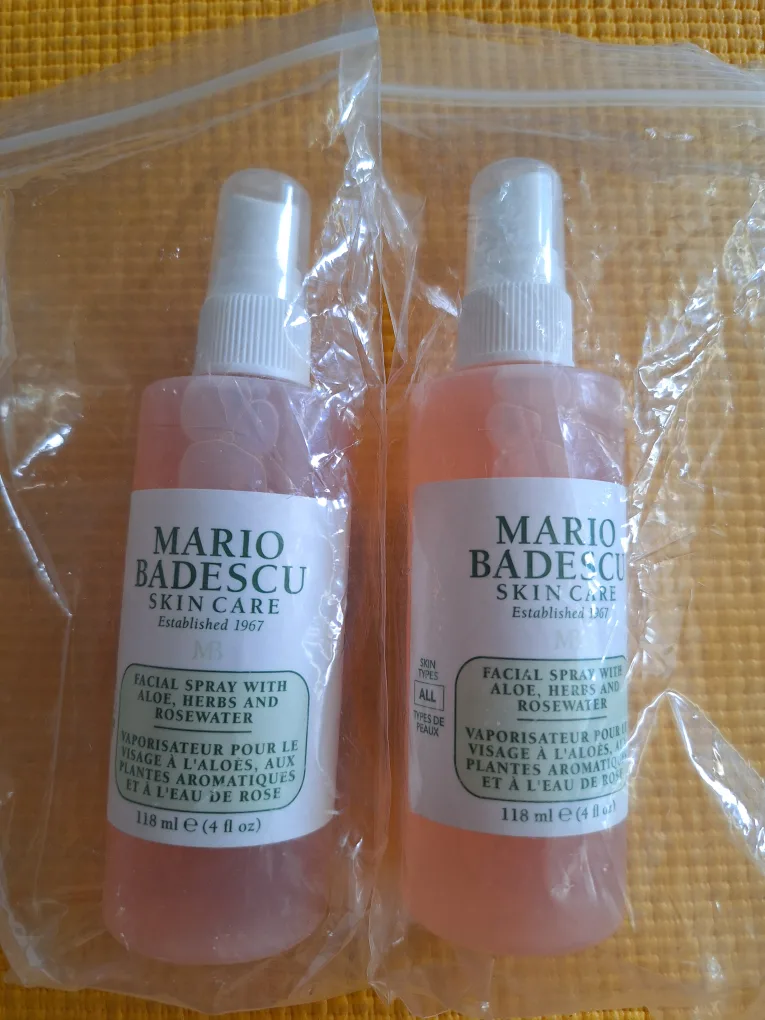 MARIO
BADESCU
SKIN CARE
Established 1967
MB
FACIAL SPRAY WITH
ALOE, HERBS AND
ROSEWATER
VAPORISATEUR POUR LE
VISAGE À L'ALOÈS, AUX
PLANTES AROMATIQUES
ET À L'EAU DE ROSE
118 ml e (4 fl oz)
MARIO
BADESCU
SKIN CARE
Established 1967
MB
SKIN
TYPES
ALL
TYPES DE
PEAUX
FACIAL SPRAY WITH
ALOE, HERBS AND
ROSEWATER
VAPORISATEUR POUR
VISAGE À L'ALOÈS,
PLANTES
ET À L'EAU DE ROSE
118 ml e (4 fl oz)